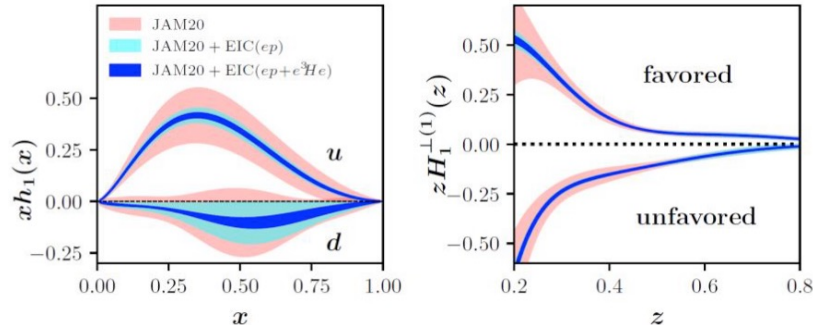 JAM20
JAM20 + EIC(ep)
JAM20 + EIC(ep+e³He)
0.50
0.25
0.00
−0.25
xh₁(x)
u
d
0.00 0.25 0.50 0.75 1.00
x
0.50
0.25
0.00
−0.25
−0.50
zH₁^⊥(1)(z)
favored
unfavored
0.2 0.4 0.6 0.8
z